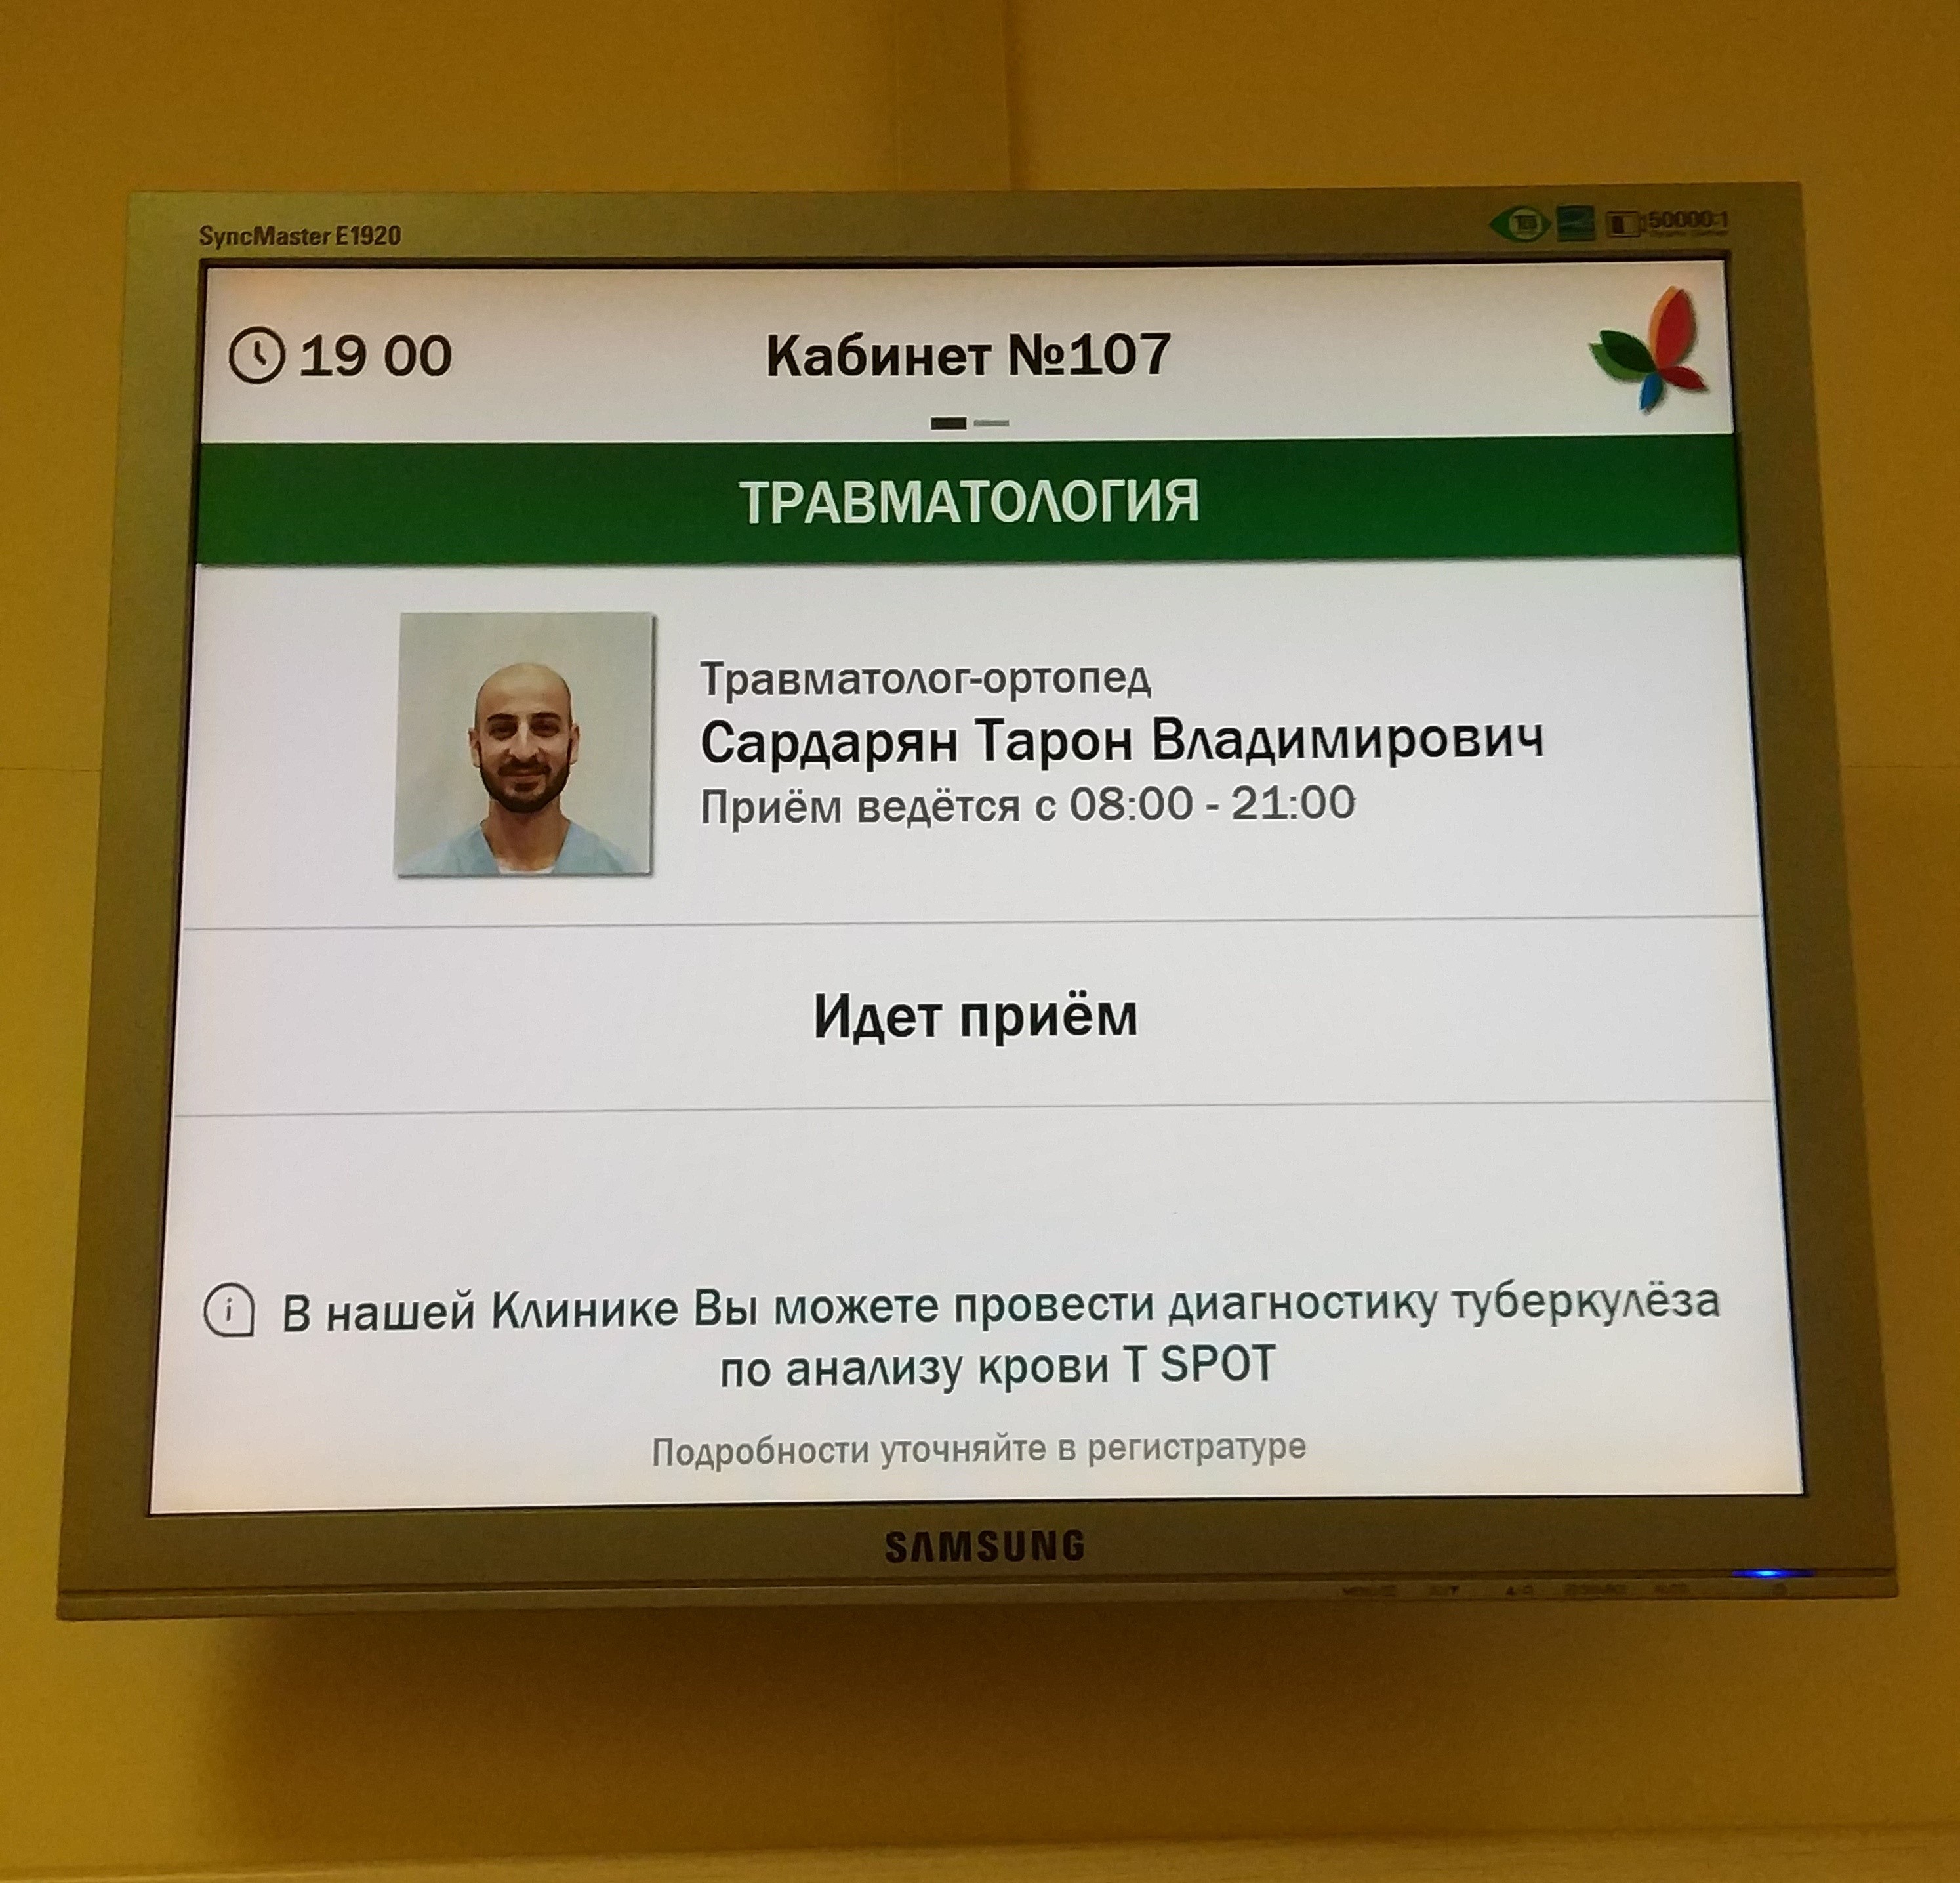 SyncMaster E1920
50000:1
19 00
Кабинет №107
ТРАВМАТОЛОГИЯ
Травматолог-ортопед
Сардарян Тарон Владимирович
Приём ведётся с 08:00 - 21:00
Идет приём
В нашей Клинике Вы можете провести диагностику туберкулёза
по анализу крови T SPOT
Подробности уточняйте в регистратуре
SAMSUNG